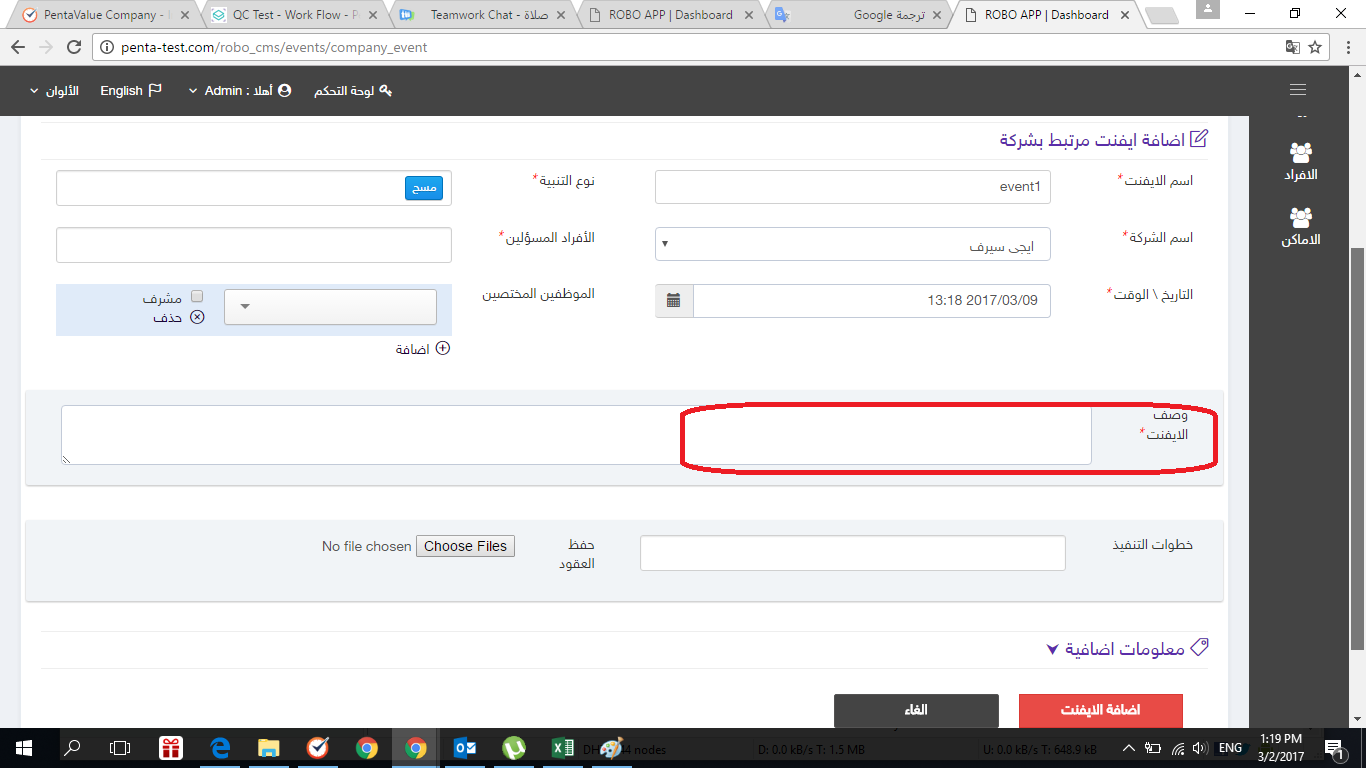 PentaValue Company -
QC Test - Work Flow - P
Teamwork Chat - صلاة
ROBO APP | Dashboard
ترجمة Google
ROBO APP | Dashboard
penta-test.com/robo_cms/events/company_event
لوحة التحكم
أهلا : Admin
English
الألوان
الافراد
الاماكن
اضافة ايفنت مرتبط بشركة
اسم الايفنت*
event1
نوع التنبية*
مسح
اسم الشركة*
ايجى سيرف
الأفراد المسؤلين*
التاريخ \ الوقت*
2017/03/09 13:18
الموظفين المختصين
مشرف
حذف
اضافة
وصف
الايفنت*
خطوات التنفيذ
حفظ
العقود
Choose Files No file chosen
معلومات اضافية
اضافة الايفنت
الغاء
nodes
D: 0.0 kB/s T: 1.5 MB
U: 0.0 kB/s T: 648.9 kB
ENG
1:19 PM
3/2/2017
1